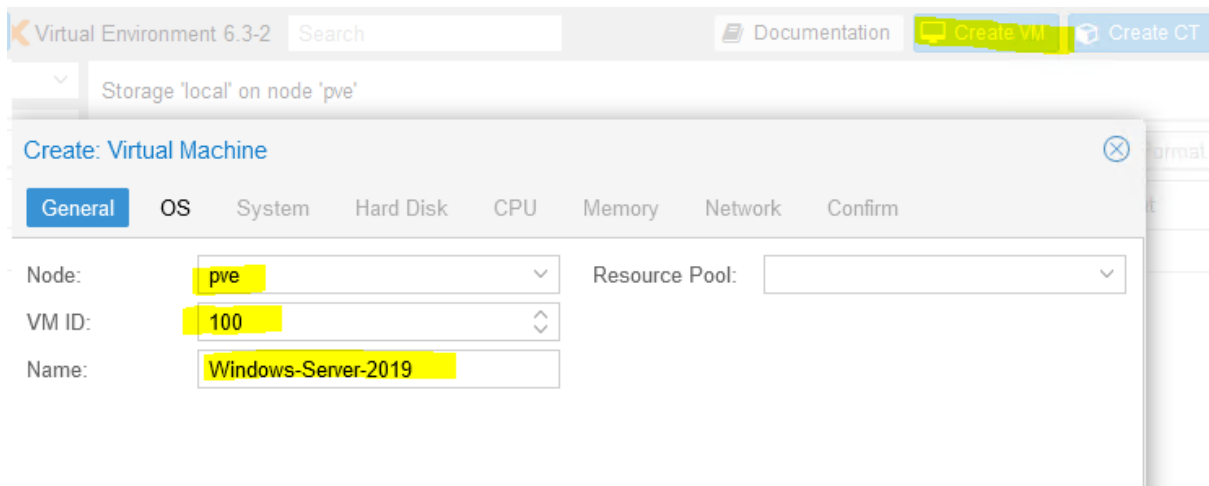 Virtual Environment 6.3-2 Search Documentation Create VM Create CT
Storage 'local' on node 'pve'
Create: Virtual Machine
General OS System Hard Disk CPU Memory Network Confirm
Node: pve Resource Pool:
VM ID: 100
Name: Windows-Server-2019